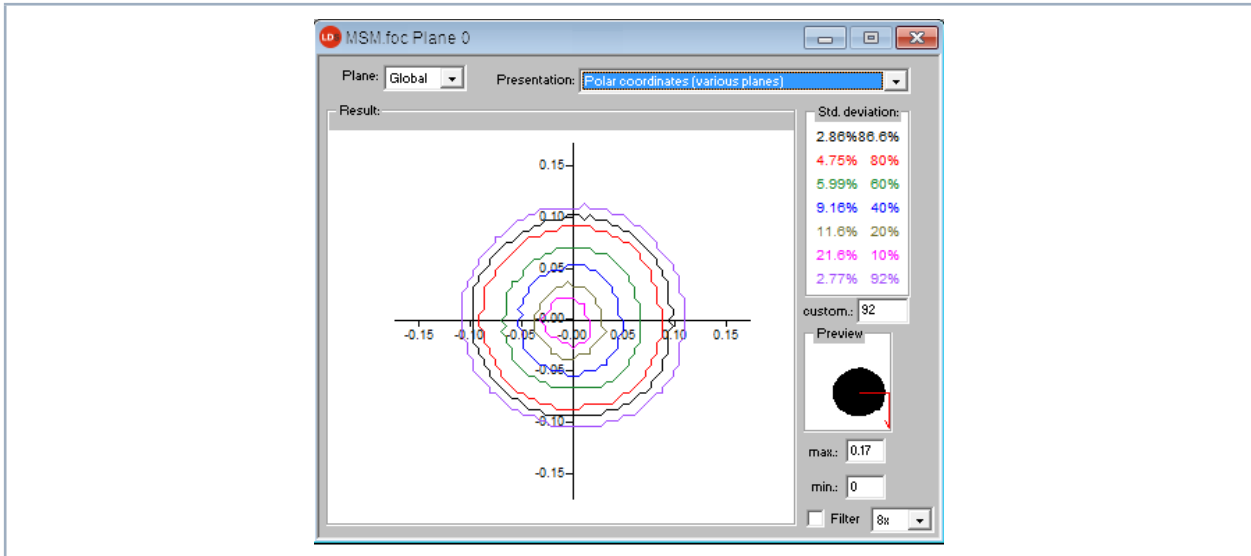 LD MSM.foc Plane 0
Plane: Global Presentation: Polar coordinates (various planes)
Result:
Std. deviation:
2.86%86.6%
4.75% 80%
5.99% 60%
9.16% 40%
11.6% 20%
21.6% 10%
2.77% 92%
custom.: 92
Preview
max.: 0.17
min.: 0
Filter 8x
0.15
0.10
0.05
-0.00
-0.15 -0.10 -0.05 -0.00 0.05 0.10 0.15
-0.05
-0.10
-0.15